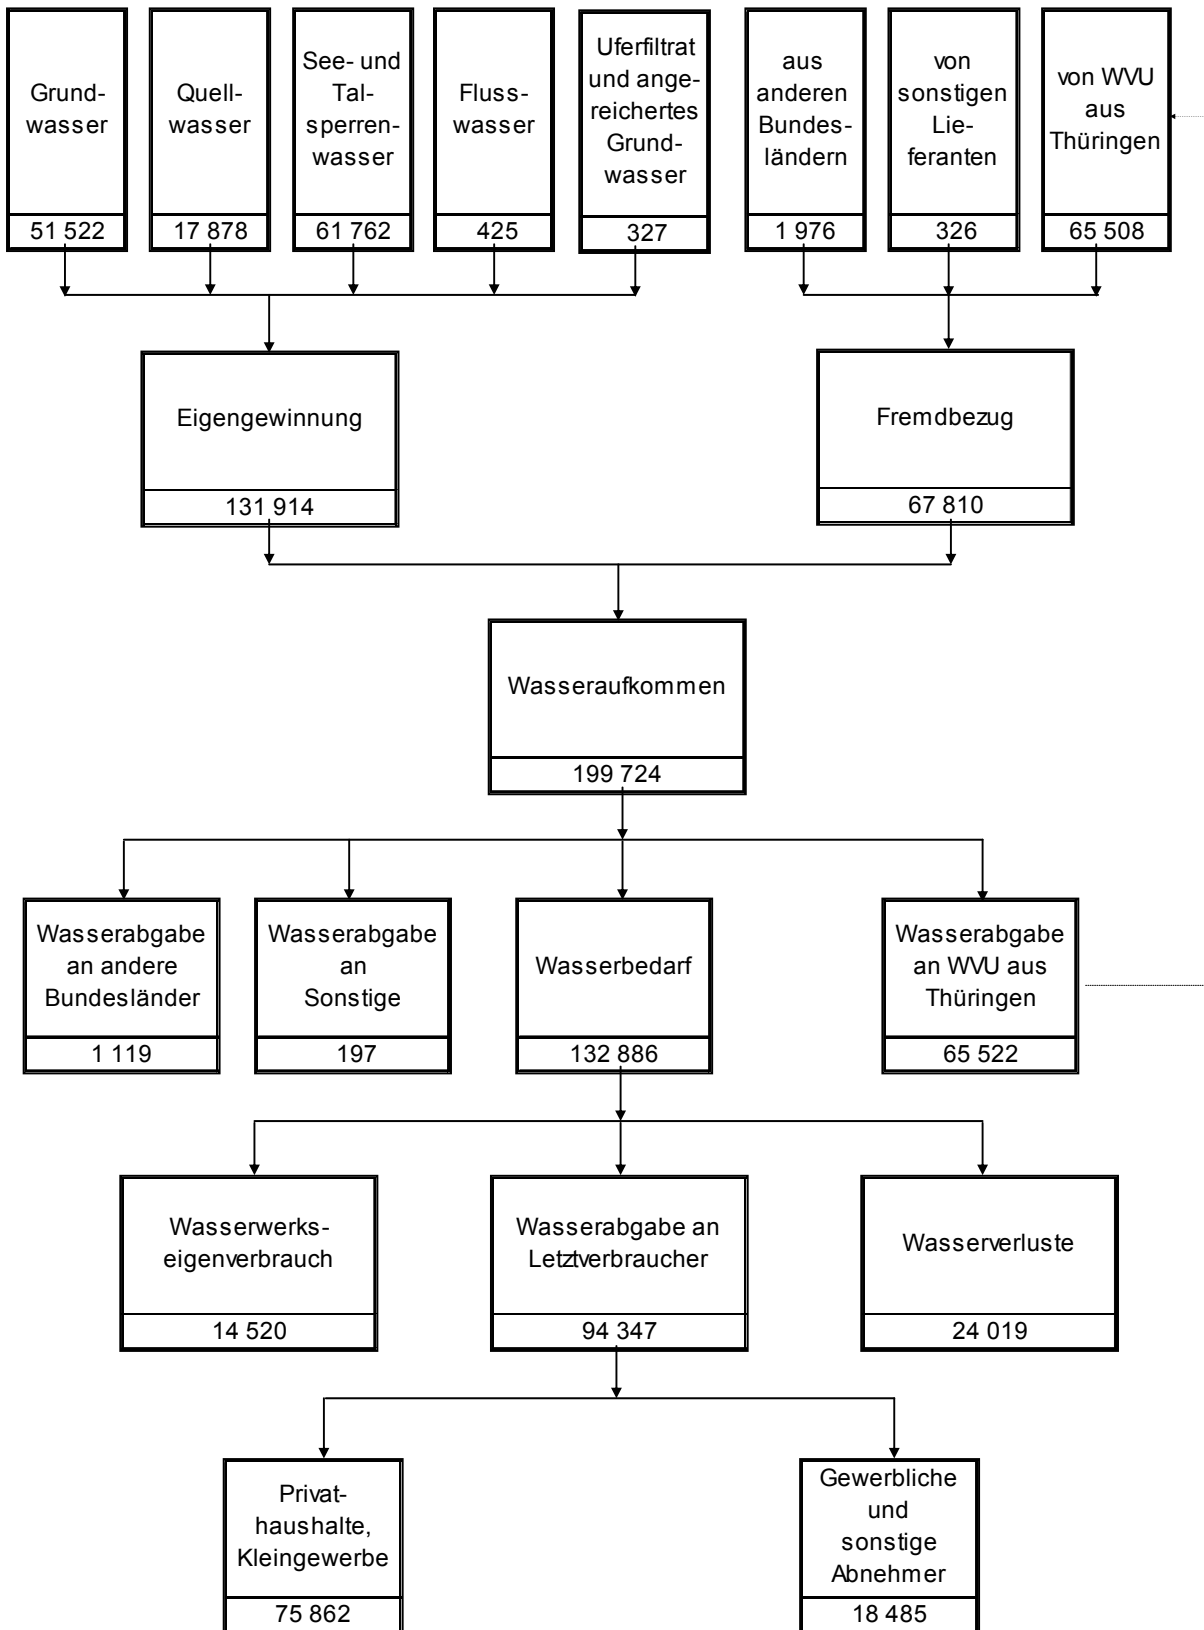 Grund-
wasser
51 522
Quell-
wasser
17 878
See- und
Tal-
sperren-
wasser
61 762
Fluss-
wasser
425
Uferfiltrat
und ange-
reichertes
Grund-
wasser
327
aus
anderen
Bundes-
ländern
1 976
von
sonstigen
Lie-
feranten
326
von WVU
aus
Thüringen
65 508
Eigengewinnung
131 914
Fremdbezug
67 810
Wasseraufkommen
199 724
Wasserabgabe
an andere
Bundesländer
1 119
Wasserabgabe
an
Sonstige
197
Wasserbedarf
132 886
Wasserabgabe
an WVU aus
Thüringen
65 522
Wasserwerks-
eigenverbrauch
14 520
Wasserabgabe an
Letztverbraucher
94 347
Wasserverluste
24 019
Privat-
haushalte,
Kleingewerbe
75 862
Gewerbliche
und
sonstige
Abnehmer
18 485